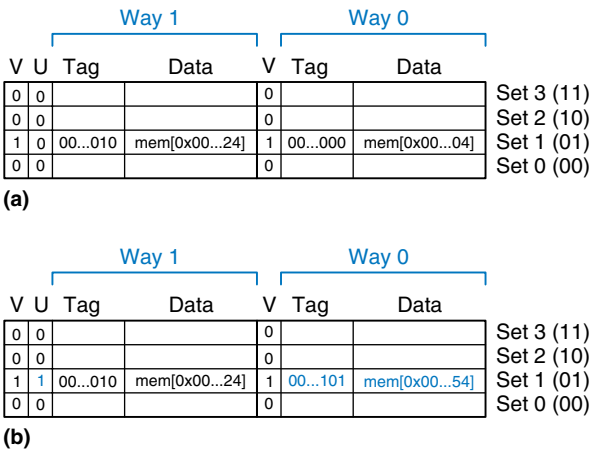 Way 1 Way 0
V U Tag Data V Tag Data
0 0 0 Set 3 (11)
0 0 0 Set 2 (10)
1 0 00...010 mem[0x00...24] 1 00...000 mem[0x00...04] Set 1 (01)
0 0 0 Set 0 (00)
(a)
Way 1 Way 0
V U Tag Data V Tag Data
0 0 0 Set 3 (11)
0 0 0 Set 2 (10)
1 1 00...010 mem[0x00...24] 1 00...101 mem[0x00...54] Set 1 (01)
0 0 0 Set 0 (00)
(b)